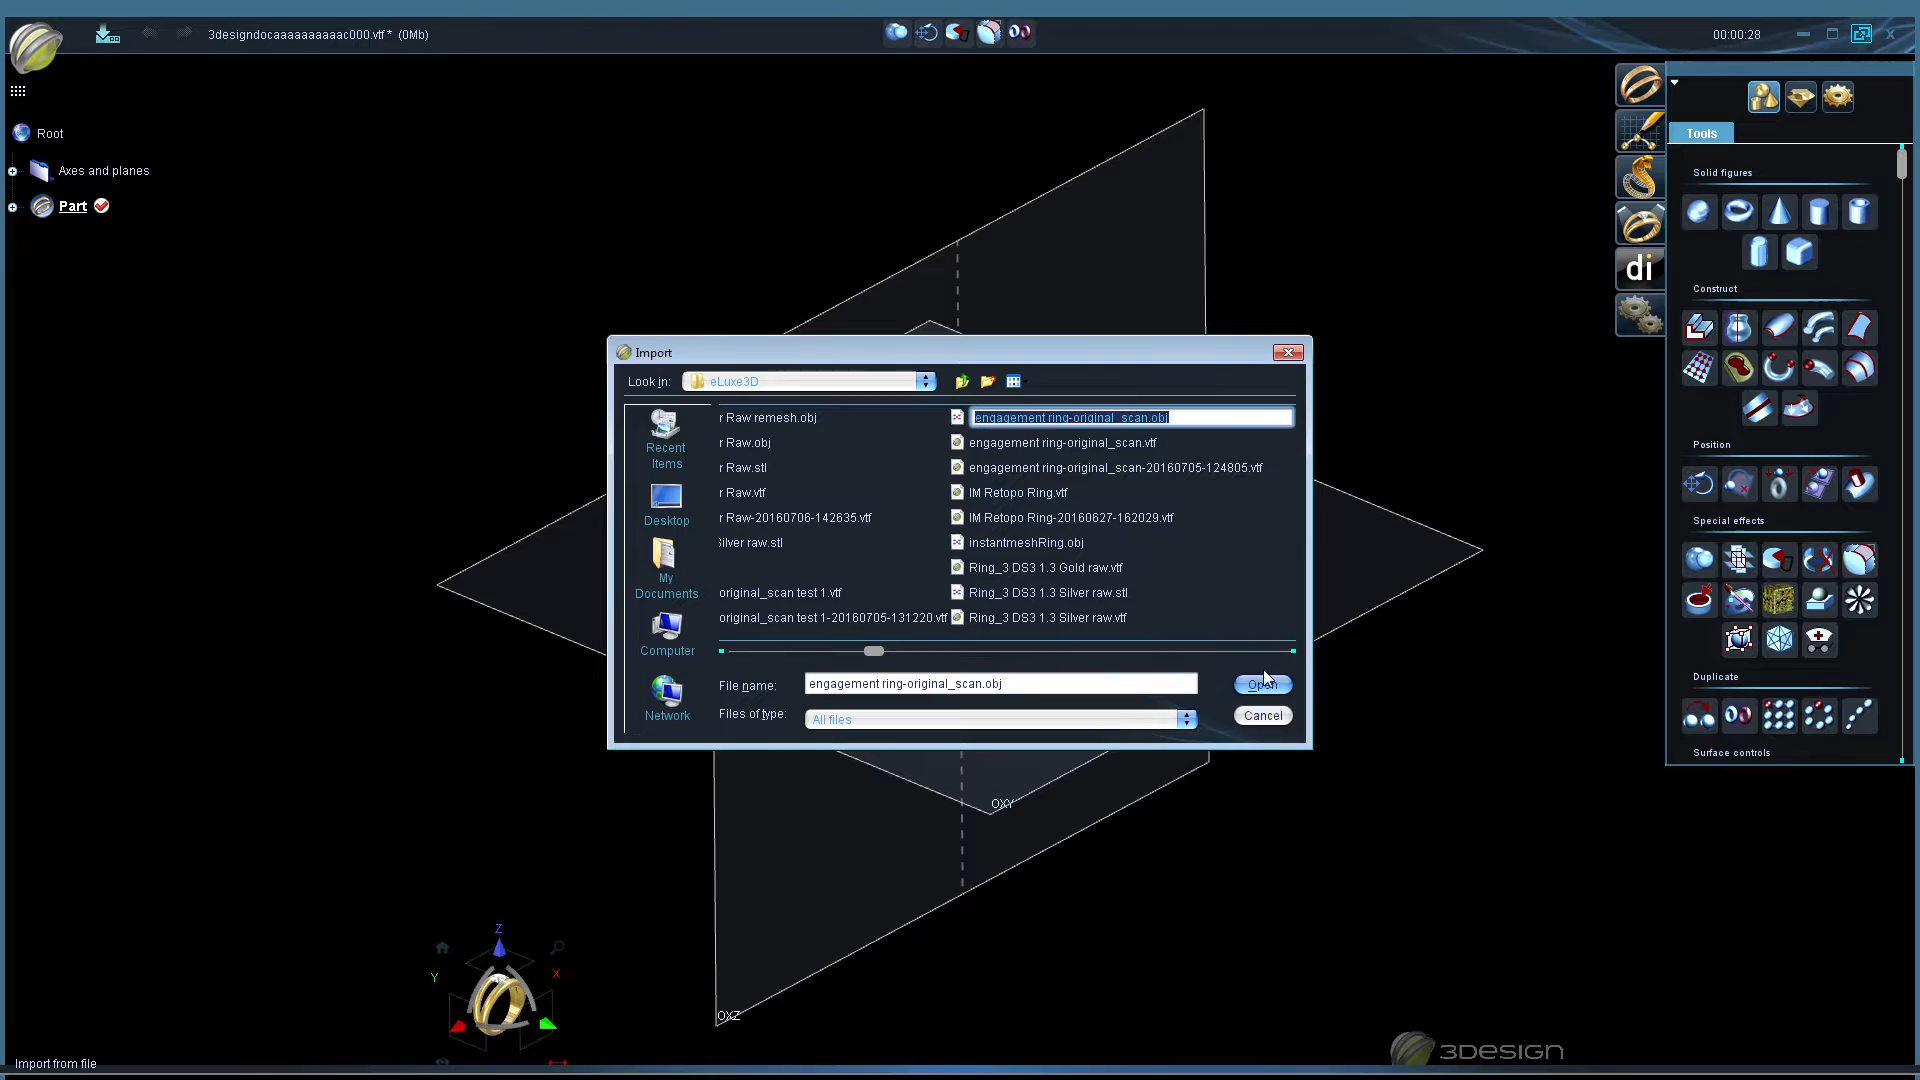 3designdocaaaaaaaaaac000.vtf * (0Mb)
00:00:28
Root
Axes and planes
Part
Tools
Solid figures
Construct
Position
Special effects
Duplicate
Surface controls
di
Import
Look in:
eLuxe3D
Recent
Items
Desktop
My
Documents
Computer
Network
r Raw remesh.obj
r Raw.obj
r Raw.stl
r Raw.vtf
r Raw-20160706-142635.vtf
Silver raw.stl
original_scan test 1.vtf
original_scan test 1-20160705-131220.vtf
engagement ring-original_scan.obj
engagement ring-original_scan.vtf
engagement ring-original_scan-20160705-124805.vtf
IM Retopo Ring.vtf
IM Retopo Ring-20160627-162029.vtf
instantmeshRing.obj
Ring_3 DS3 1.3 Gold raw.vtf
Ring_3 DS3 1.3 Silver raw.stl
Ring_3 DS3 1.3 Silver raw.vtf
File name:
engagement ring-original_scan.obj
Open
Files of type:
All files
Cancel
OXY
OXZ
Z
Y
X
3DESIGN
Import from file